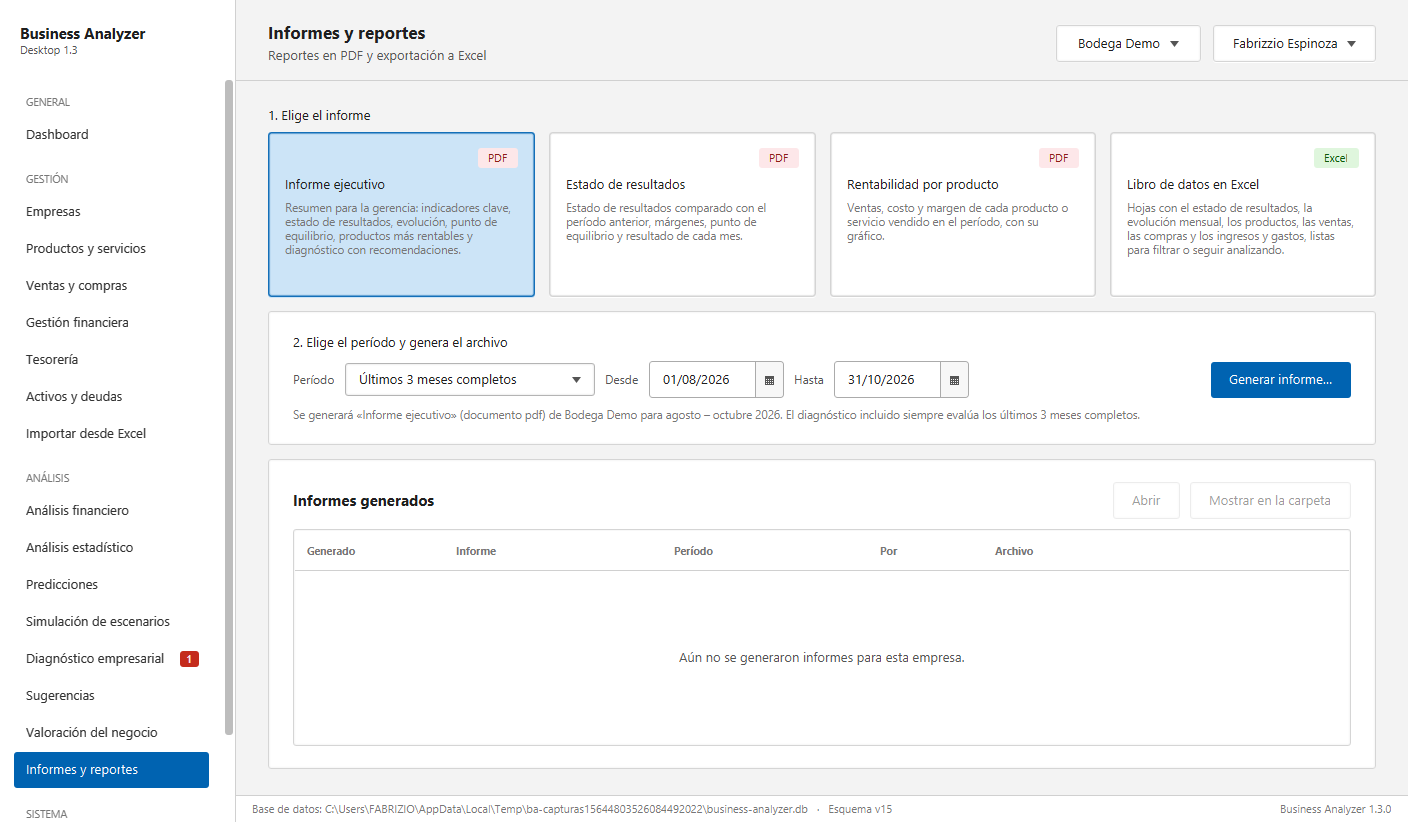 Business Analyzer
Desktop 1.3
GENERAL
Dashboard
GESTIÓN
Empresas
Productos y servicios
Ventas y compras
Gestión financiera
Tesorería
Activos y deudas
Importar desde Excel
ANÁLISIS
Análisis financiero
Análisis estadístico
Predicciones
Simulación de escenarios
Diagnóstico empresarial 1
Sugerencias
Valoración del negocio
Informes y reportes
SISTEMA
Informes y reportes
Reportes en PDF y exportación a Excel
Bodega Demo
Fabrizzio Espinoza
1. Elige el informe
PDF
Informe ejecutivo
Resumen para la gerencia: indicadores clave,
estado de resultados, evolución, punto de
equilibrio, productos más rentables y
diagnóstico con recomendaciones.
PDF
Estado de resultados
Estado de resultados comparado con el
período anterior, márgenes, punto de
equilibrio y resultado de cada mes.
PDF
Rentabilidad por producto
Ventas, costo y margen de cada producto o
servicio vendido en el período, con su
gráfico.
Excel
Libro de datos en Excel
Hojas con el estado de resultados, la
evolución mensual, los productos, las ventas,
las compras y los ingresos y gastos, listas
para filtrar o seguir analizando.
2. Elige el período y genera el archivo
Período Últimos 3 meses completos Desde 01/08/2026 Hasta 31/10/2026 Generar informe...
Se generará «Informe ejecutivo» (documento pdf) de Bodega Demo para agosto – octubre 2026. El diagnóstico incluido siempre evalúa los últimos 3 meses completos.
Informes generados
Abrir
Mostrar en la carpeta
Generado Informe Período Por Archivo
Aún no se generaron informes para esta empresa.
Base de datos: C:\Users\FABRIZIO\AppData\Local\Temp\ba-capturas15644803526084492022\business-analyzer.db · Esquema v15
Business Analyzer 1.3.0